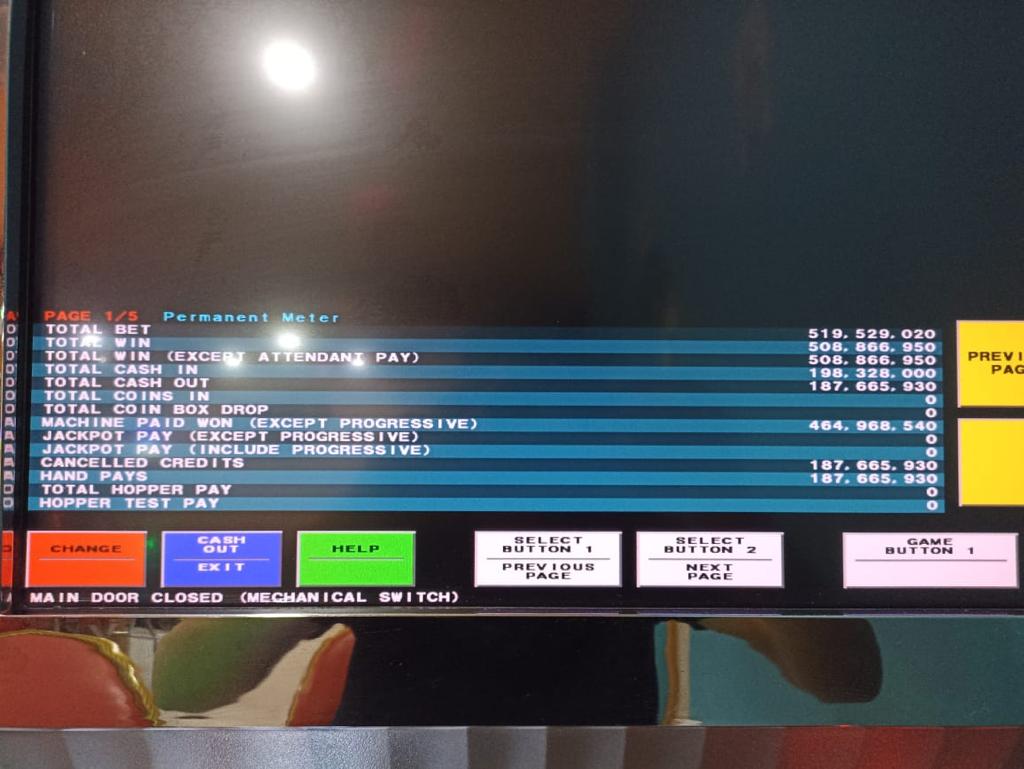 PAGE 1/5 Permanent Meter
TOTAL BET 519,529,020
TOTAL WIN 508,866,950
TOTAL WIN (EXCEPT ATTENDANT PAY) 508,866,950
TOTAL CASH IN 198,328,000
TOTAL CASH OUT 187,665,930
TOTAL COINS IN 0
TOTAL COIN BOX DROP 0
MACHINE PAID WON (EXCEPT PROGRESSIVE) 464,968,540
JACKPOT PAY (EXCEPT PROGRESSIVE) 0
JACKPOT PAY (INCLUDE PROGRESSIVE) 0
CANCELLED CREDITS 187,665,930
HAND PAYS 187,665,930
TOTAL HOPPER PAY 0
HOPPER TEST PAY 0
CHANGE
CASH
OUT
EXIT
HELP
SELECT
BUTTON 1
PREVIOUS
PAGE
SELECT
BUTTON 2
NEXT
PAGE
GAME
BUTTON 1
MAIN DOOR CLOSED (MECHANICAL SWITCH)